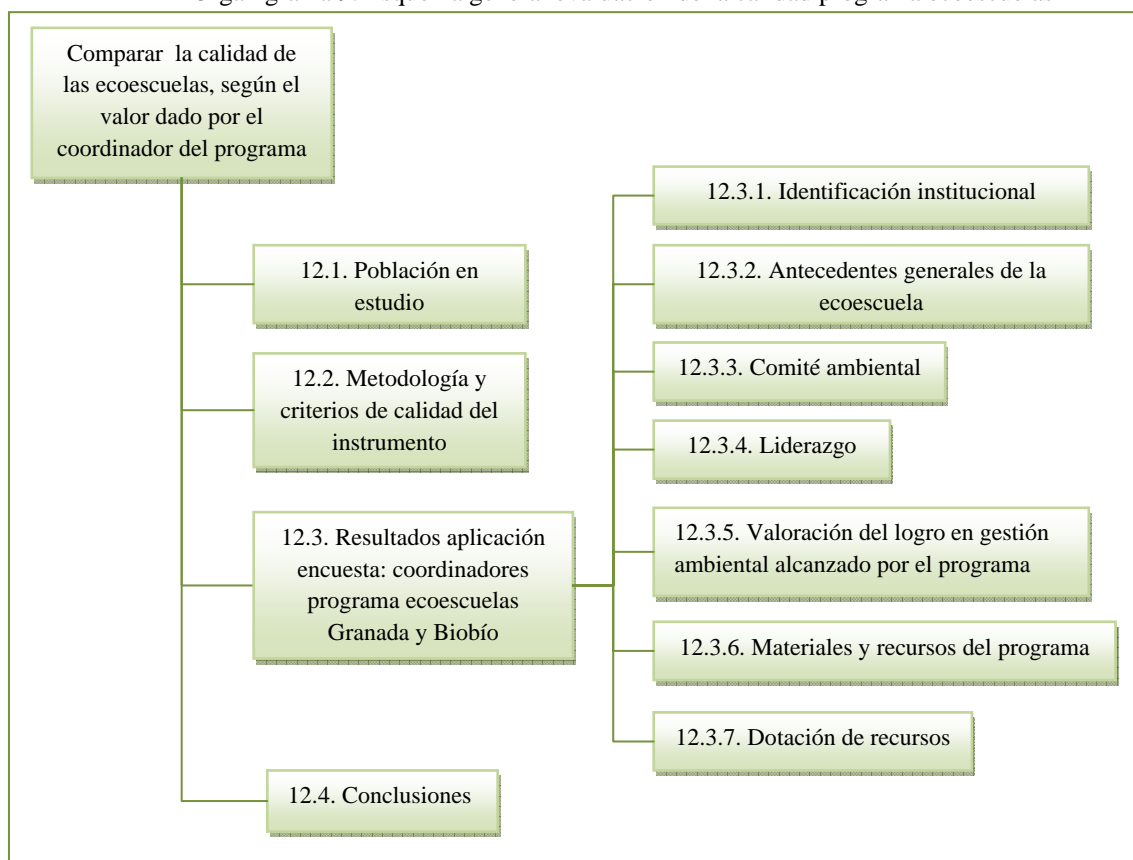 Comparar la calidad de
las ecoescuelas, según el
valor dado por el
coordinador del programa
12.1. Población en
estudio
12.2. Metodología y
criterios de calidad del
instrumento
12.3. Resultados aplicación
encuesta: coordinadores
programa ecoescuelas
Granada y Biobío
12.3.1. Identificación institucional
12.3.2. Antecedentes generales de la
ecoescuela
12.3.3. Comité ambiental
12.3.4. Liderazgo
12.3.5. Valoración del logro en gestión
ambiental alcanzado por el programa
12.3.6. Materiales y recursos del programa
12.3.7. Dotación de recursos
12.4. Conclusiones